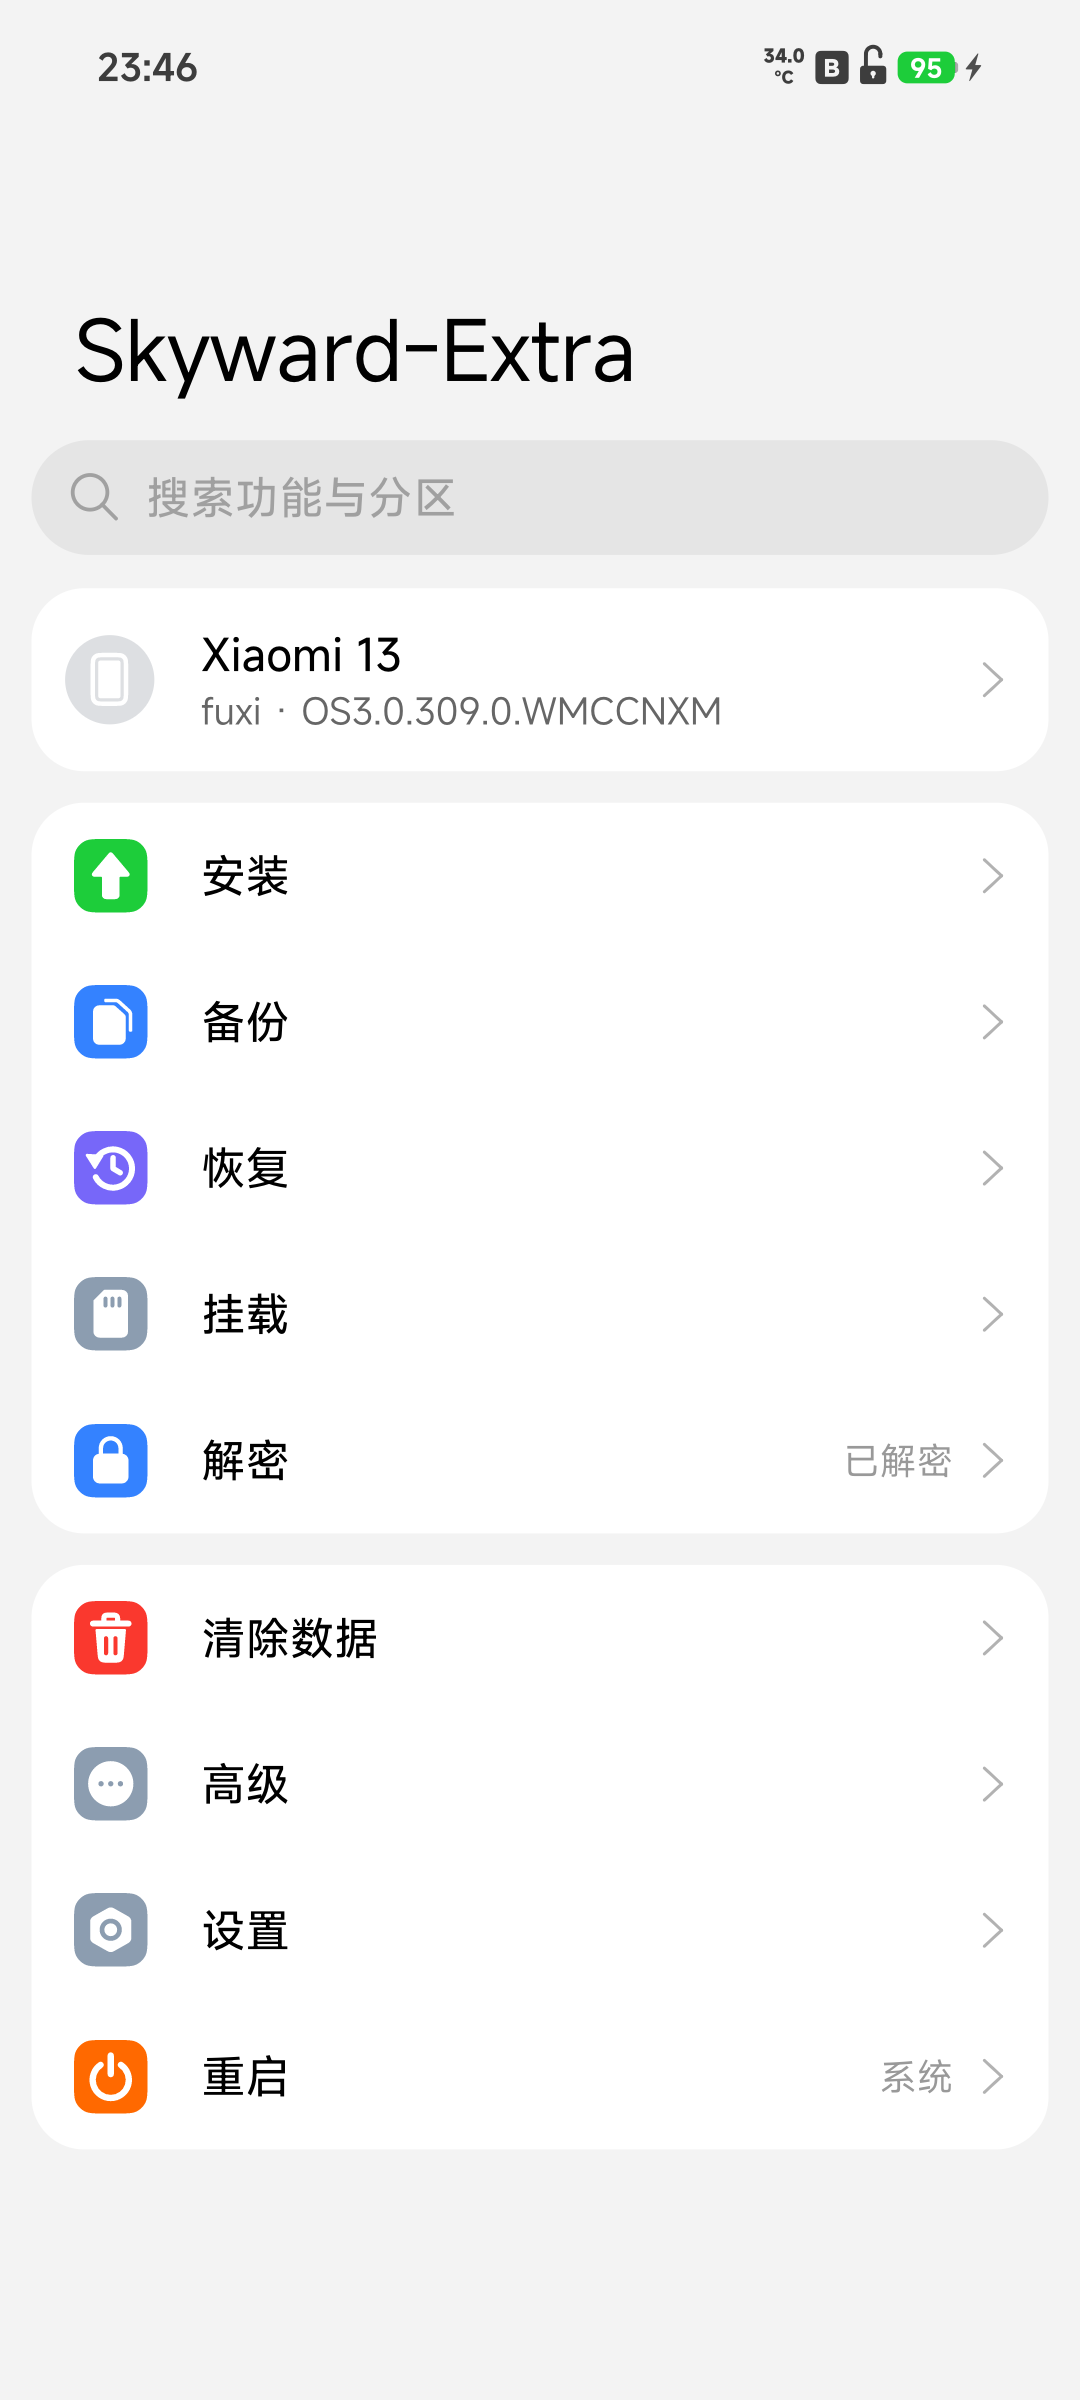 23:46
34.0
°C
B
95
Skyward-Extra
搜索功能与分区
Xiaomi 13
fuxi · OS3.0.309.0.WMCCNXM
安装
备份
恢复
挂载
解密
已解密
清除数据
高级
设置
重启
系统